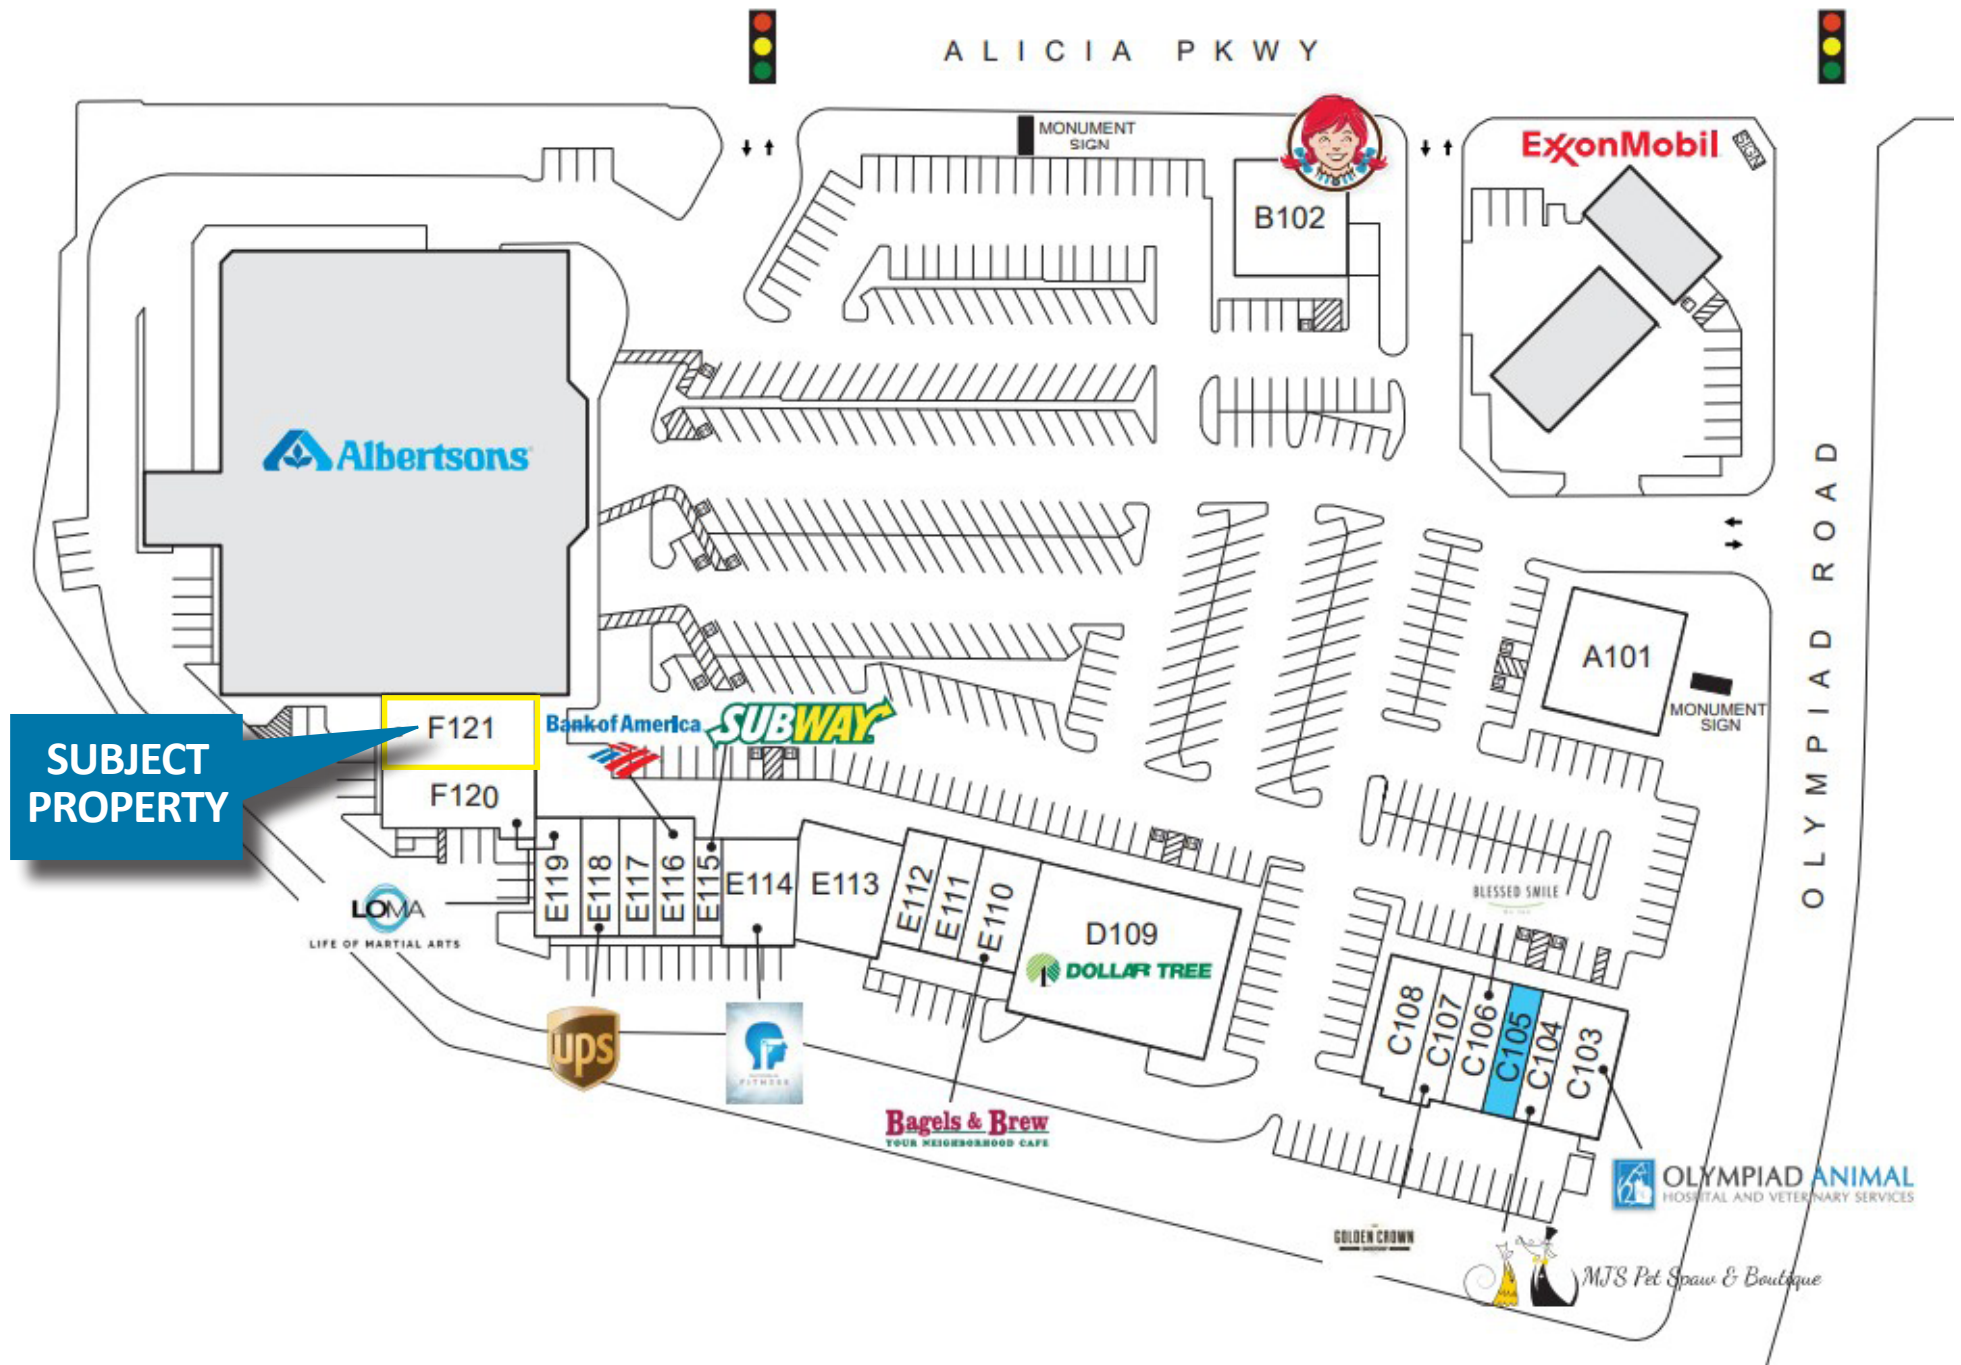 ALICIA PKWY
MONUMENT
SIGN
ExxonMobil
SIGN
B102
Albertsons
OLYMPIAD ROAD
A101
MONUMENT
SIGN
SUBJECT
PROPERTY
F121
F120
Bank of America
SUBWAY
E119
E118
E117
E116
E115
E114
E113
E112
E111
E110
D109
DOLLAR TREE
BLESSED SMILE
LOMA
LIFE OF MARTIAL ARTS
ups
FITNESS
Bagels & Brew
YOUR NEIGHBORHOOD CAFE
C108
C107
C106
C105
C104
C103
OLYMPIAD ANIMAL
HOSPITAL AND VETERINARY SERVICES
GOLDEN CROWN
MJ'S Pet Spaw & Boutique